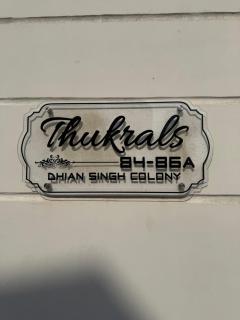 Thukrals
84-86A
DHIAN SINGH COLONY